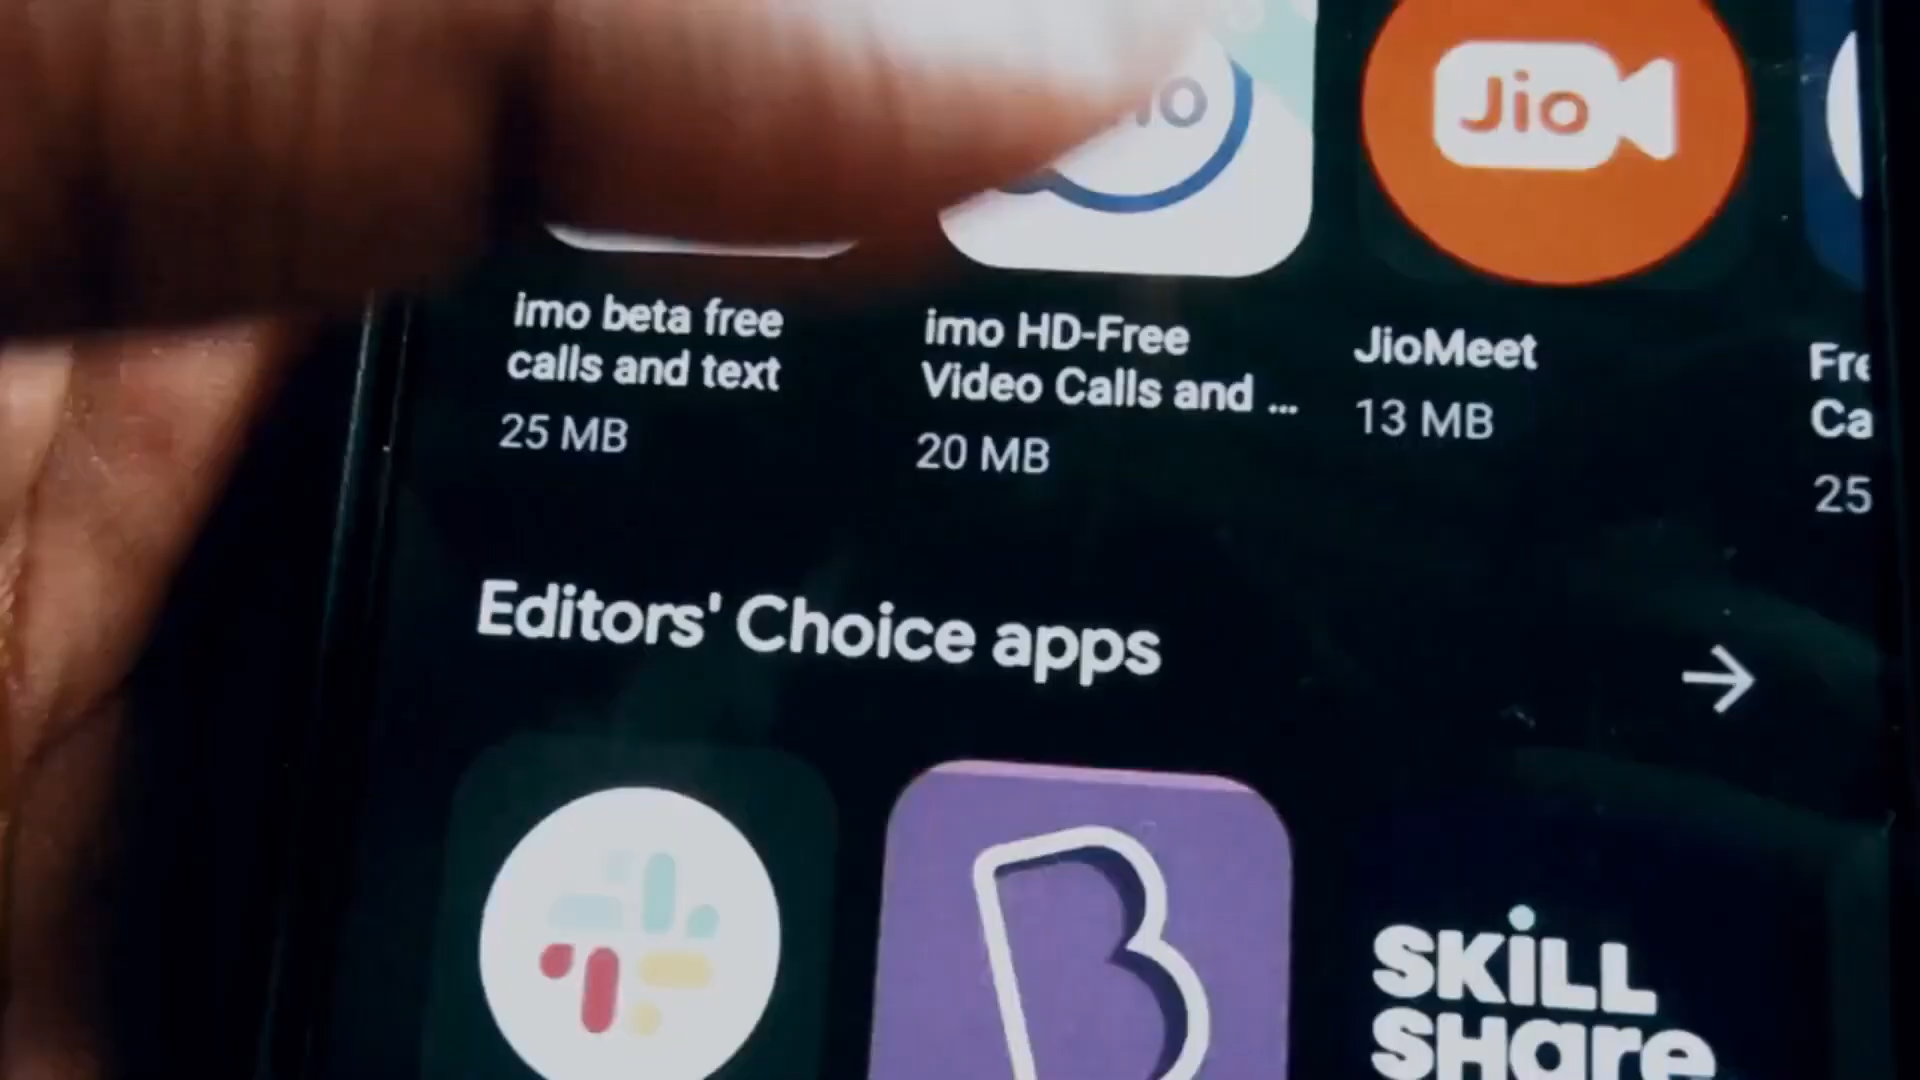 Jio
imo beta free
calls and text
25 MB
imo HD-Free
Video Calls and ...
20 MB
JioMeet
13 MB
25
Editors' Choice apps
B
SKiLL
SHare